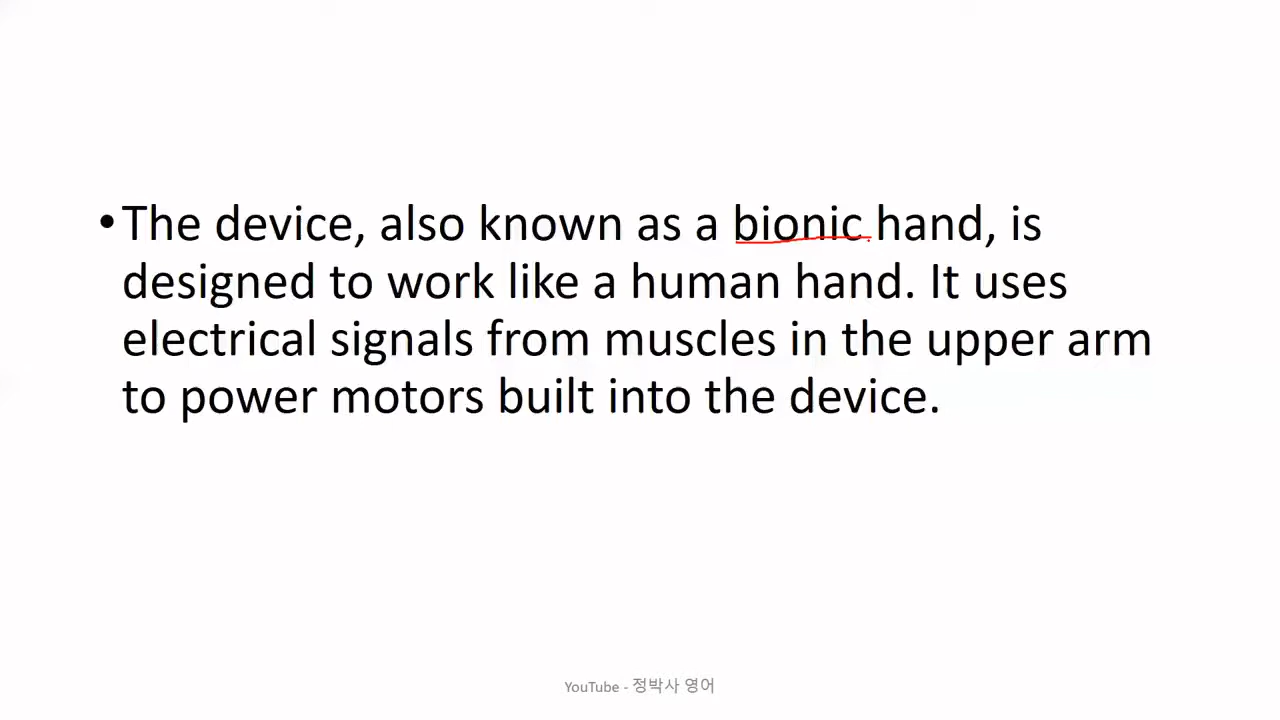 •The device, also known as a bionic hand, is
designed to work like a human hand. It uses
electrical signals from muscles in the upper arm
to power motors built into the device.
YouTube - 정박사 영어